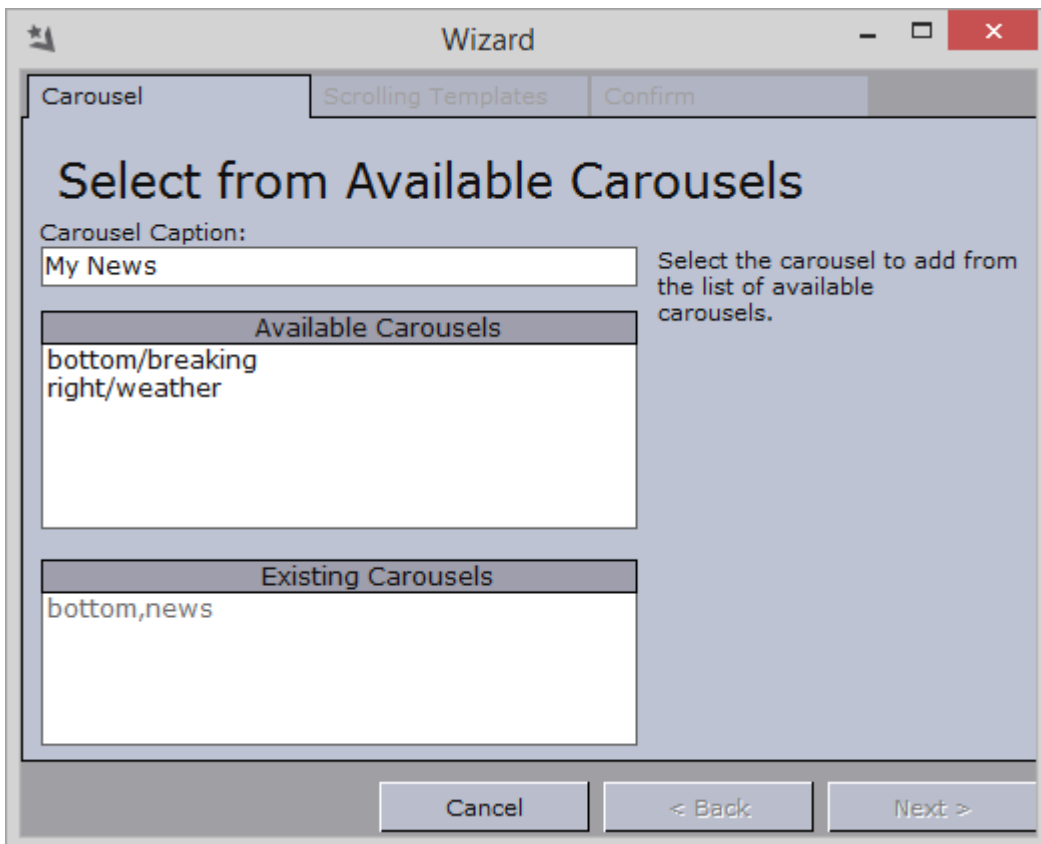 Wizard
Carousel
Scrolling Templates
Confirm
Select from Available Carousels
Carousel Caption:
My News
Select the carousel to add from
the list of available
carousels.
Available Carousels
bottom/breaking
right/weather
Existing Carousels
bottom,news
Cancel
< Back
Next >